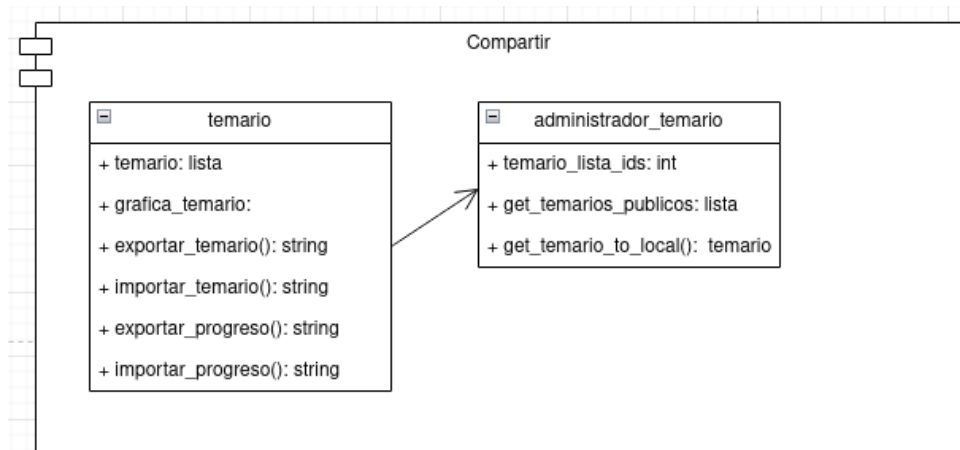 Compartir
temario
+ temario: lista
+ grafica_temario:
+ exportar_temario(): string
+ importar_temario(): string
+ exportar_progreso(): string
+ importar_progreso(): string
administrador_temario
+ temario_lista_ids: int
+ get_temarios_publicos: lista
+ get_temario_to_local(): temario